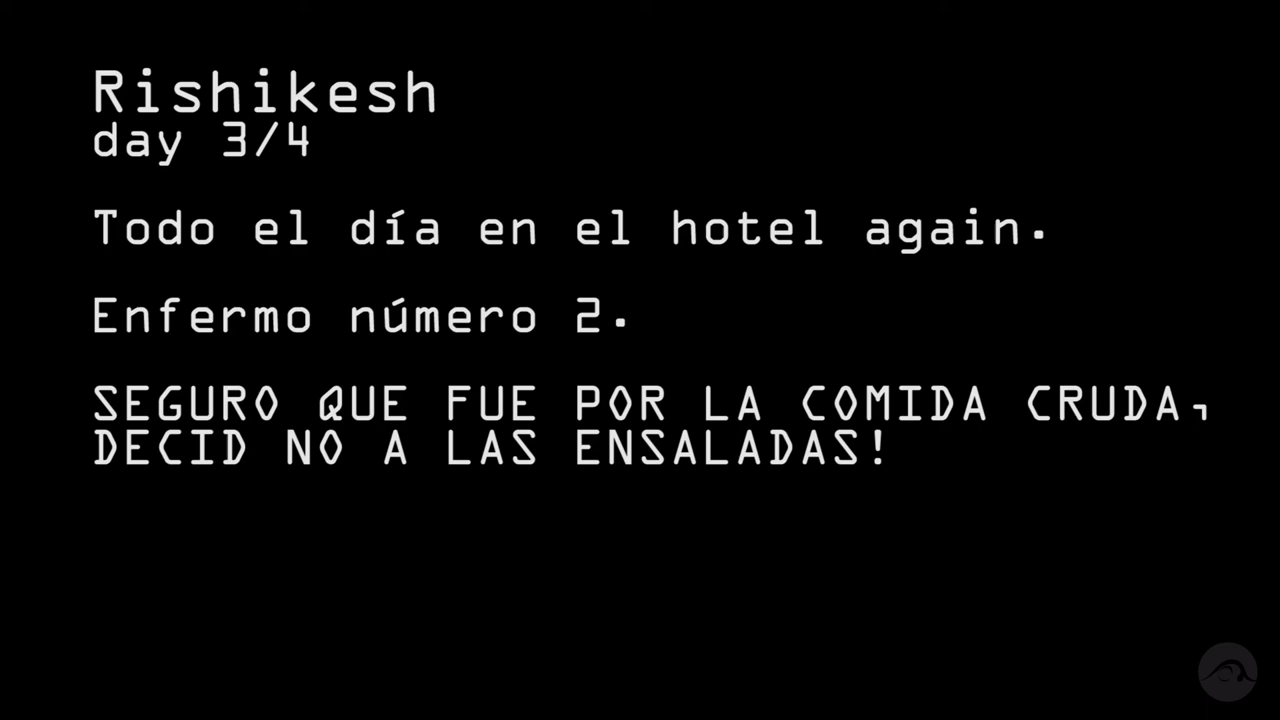 Rishikesh
day 3/4
Todo el día en el hotel again.
Enfermo número 2.
SEGURO QUE FUE POR LA COMIDA CRUDA,
DECID NO A LAS ENSALADAS!